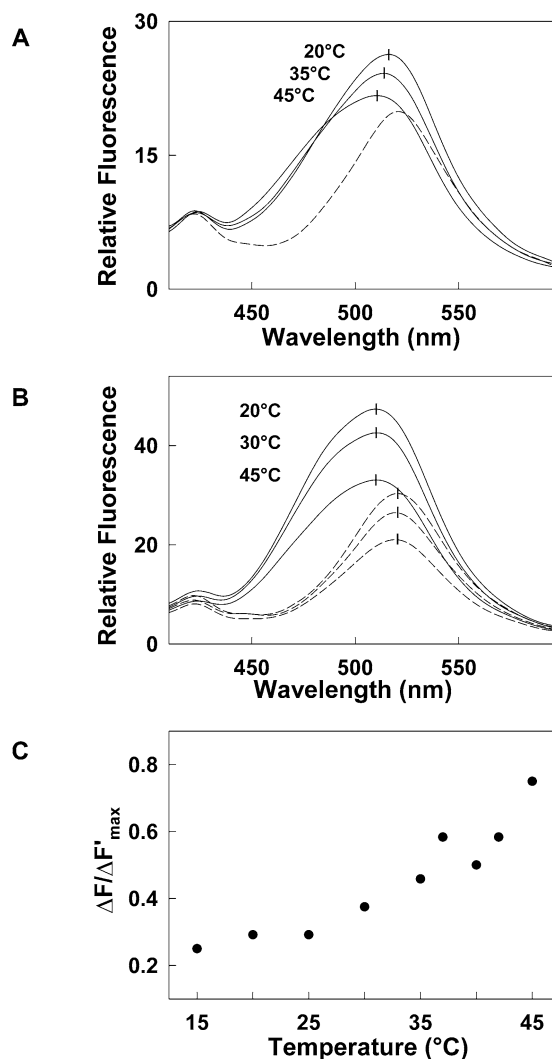 A
30
15
0
Relative Fluorescence
20°C
35°C
45°C
450
500
550
Wavelength (nm)
B
40
20
0
Relative Fluorescence
20°C
30°C
45°C
450
500
550
Wavelength (nm)
C
0.8
0.6
0.4
0.2
ΔF/ΔF'max
15
25
35
45
Temperature (°C)